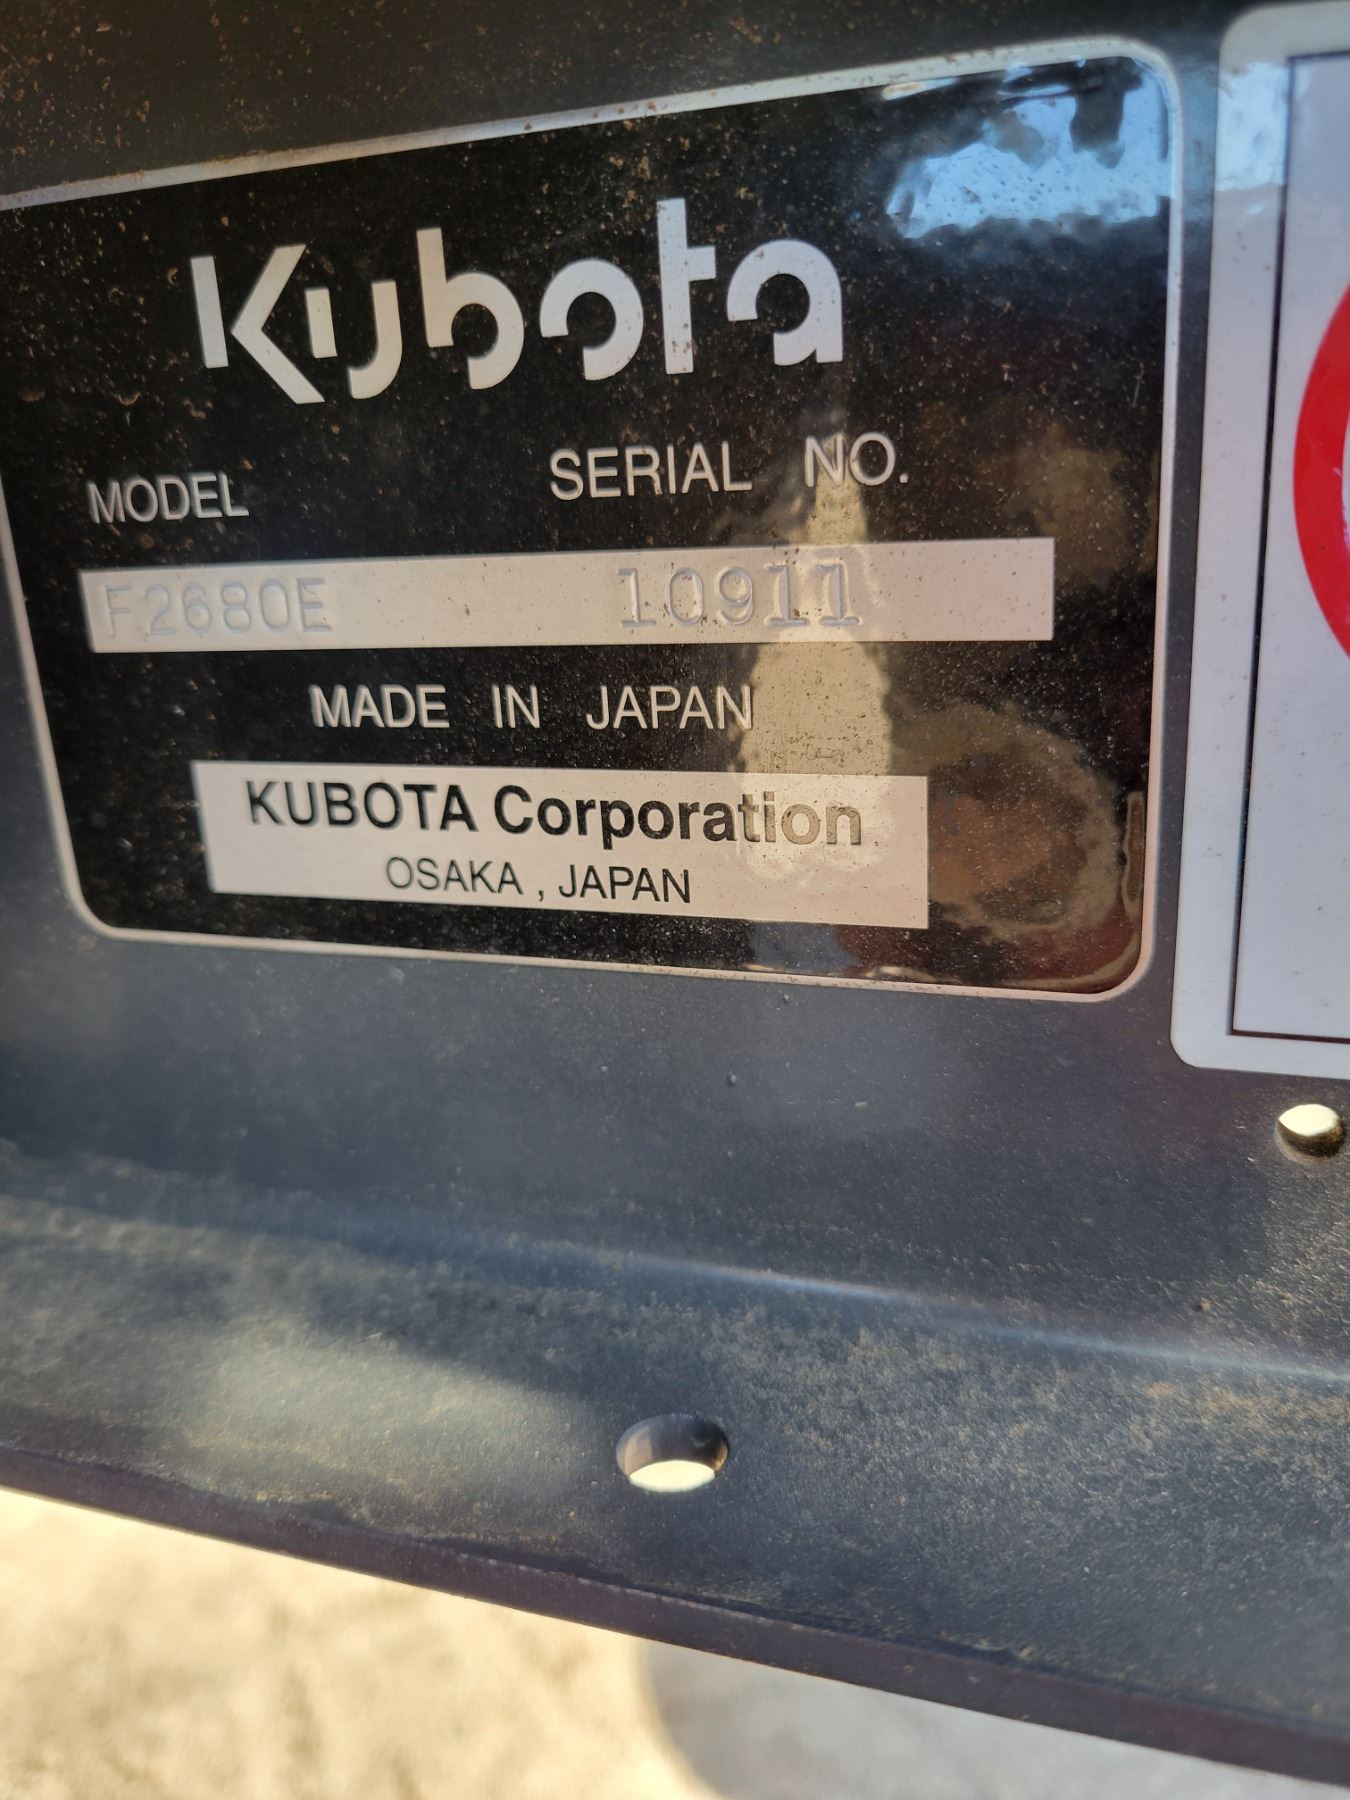 Kubota
MODEL SERIAL NO.
F2680E 10911
MADE IN JAPAN
KUBOTA Corporation
OSAKA , JAPAN